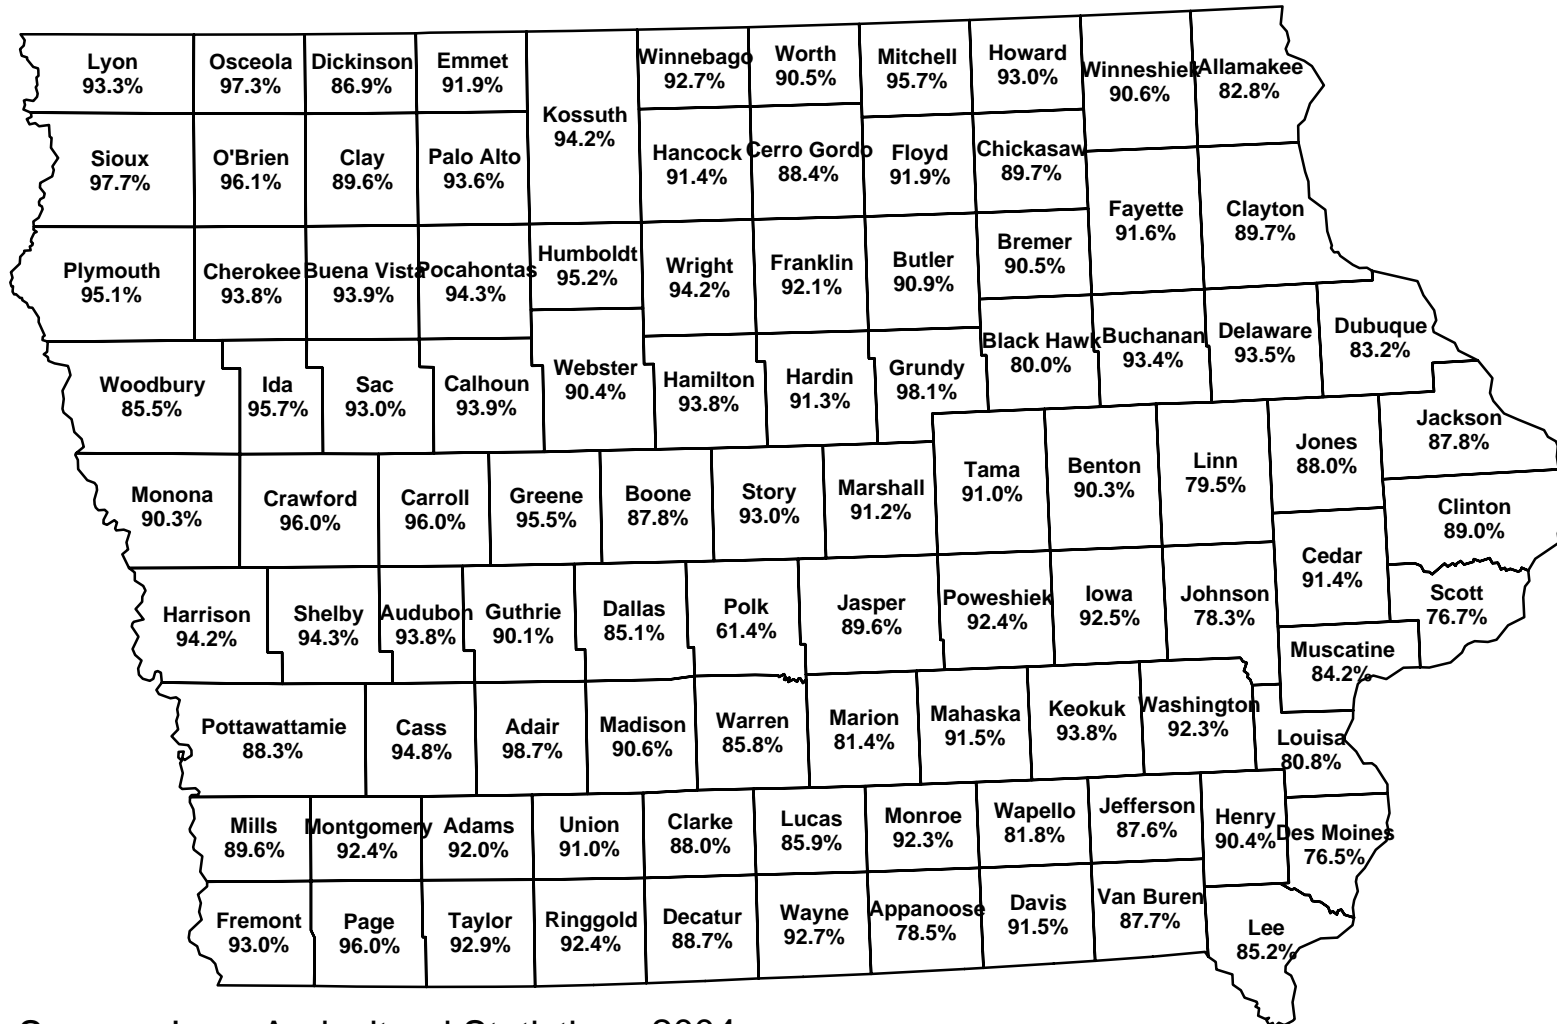 Lyon
93.3%
Osceola
97.3%
Dickinson
86.9%
Emmet
91.9%
Kossuth
94.2%
Winnebago
92.7%
Worth
90.5%
Mitchell
95.7%
Howard
93.0%
Winneshiek
90.6%
Allamakee
82.8%
Sioux
97.7%
O'Brien
96.1%
Clay
89.6%
Palo Alto
93.6%
Hancock
91.4%
Cerro Gordo
88.4%
Floyd
91.9%
Chickasaw
89.7%
Fayette
91.6%
Clayton
89.7%
Plymouth
95.1%
Cherokee
93.8%
Buena Vista
93.9%
Pocahontas
94.3%
Humboldt
95.2%
Wright
94.2%
Franklin
92.1%
Butler
90.9%
Bremer
90.5%
Black Hawk
80.0%
Buchanan
93.4%
Delaware
93.5%
Dubuque
83.2%
Woodbury
85.5%
Ida
95.7%
Sac
93.0%
Calhoun
93.9%
Webster
90.4%
Hamilton
93.8%
Hardin
91.3%
Grundy
98.1%
Jackson
87.8%
Monona
90.3%
Crawford
96.0%
Carroll
96.0%
Greene
95.5%
Boone
87.8%
Story
93.0%
Marshall
91.2%
Tama
91.0%
Benton
90.3%
Linn
79.5%
Jones
88.0%
Clinton
89.0%
Cedar
91.4%
Harrison
94.2%
Shelby
94.3%
Audubon
93.8%
Guthrie
90.1%
Dallas
85.1%
Polk
61.4%
Jasper
89.6%
Poweshiek
92.4%
Iowa
92.5%
Johnson
78.3%
Scott
76.7%
Muscatine
84.2%
Pottawattamie
88.3%
Cass
94.8%
Adair
98.7%
Madison
90.6%
Warren
85.8%
Marion
81.4%
Mahaska
91.5%
Keokuk
93.8%
Washington
92.3%
Louisa
80.8%
Mills
89.6%
Montgomery
92.4%
Adams
92.0%
Union
91.0%
Clarke
88.0%
Lucas
85.9%
Monroe
92.3%
Wapello
81.8%
Jefferson
87.6%
Henry
90.4%
Des Moines
76.5%
Fremont
93.0%
Page
96.0%
Taylor
92.9%
Ringgold
92.4%
Decatur
88.7%
Wayne
92.7%
Appanoose
78.5%
Davis
91.5%
Van Buren
87.7%
Lee
85.2%